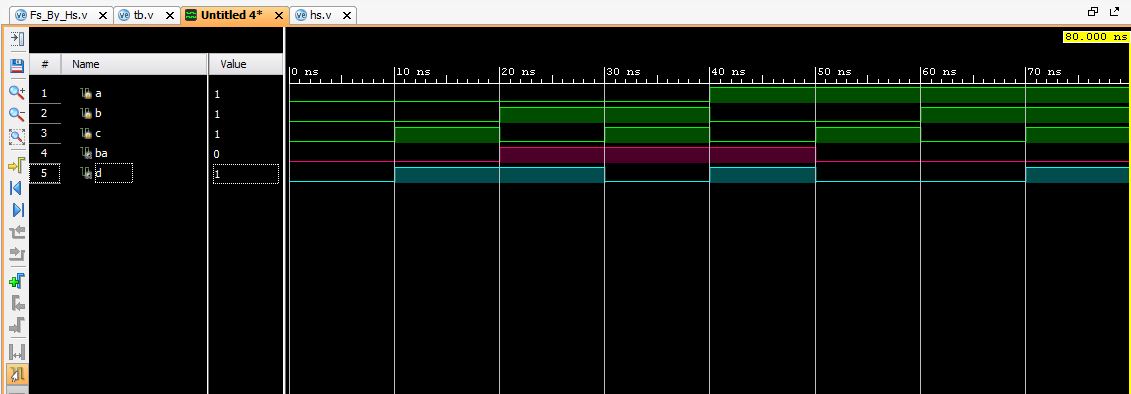 Fs_By_Hs.v tb.v Untitled 4* hs.v
80.000 ns
# Name Value 0 ns 10 ns 20 ns 30 ns 40 ns 50 ns 60 ns 70 ns
1 a 1
2 b 1
3 c 1
4 ba 0
5 d 1